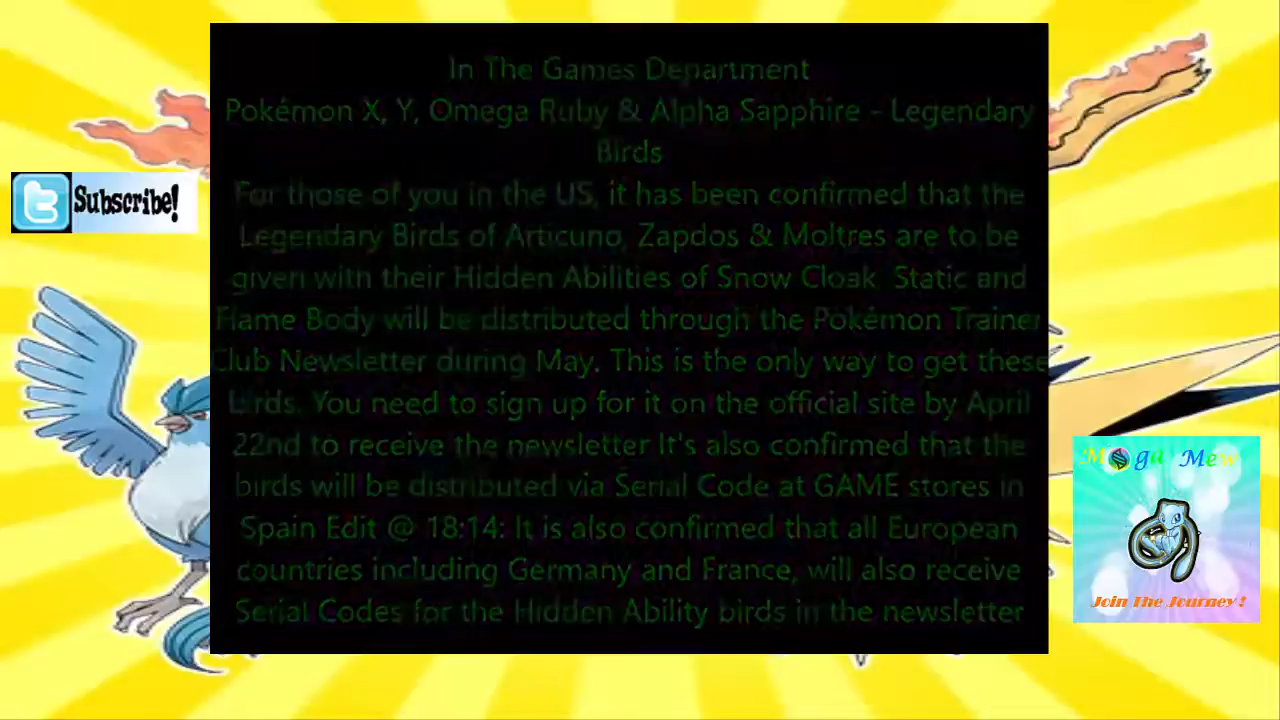 In The Games Department
Pokémon X, Y, Omega Ruby & Alpha Sapphire - Legendary
Birds
For those of you in the US, it has been confirmed that the
Legendary Birds of Articuno, Zapdos & Moltres are to be
given with their Hidden Abilities of Snow Cloak Static and
Flame Body will be distributed through the Pokémon Trainer
Club Newsletter during May. This is the only way to get these
birds. You need to sign up for it on the official site by April
22nd to receive the newsletter It's also confirmed that the
birds will be distributed via Serial Code at GAME stores in
Spain Edit @ 18:14: It is also confirmed that all European
countries including Germany and France, will also receive
Serial Codes for the Hidden Ability birds in the newsletter
Subscribe!
Mega Mew
Join The Journey!